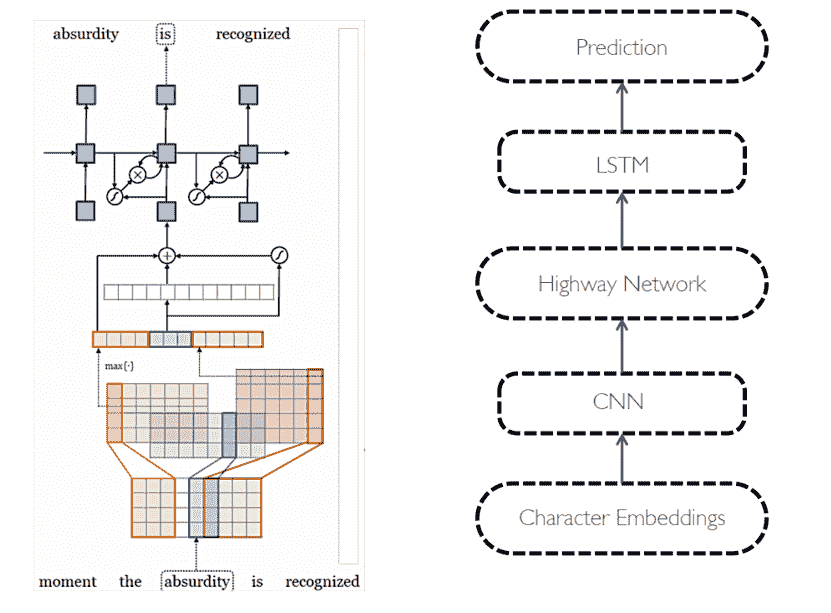 absurdity is recognized
max{·}
moment the absurdity is recognized
Prediction
LSTM
Highway Network
CNN
Character Embeddings